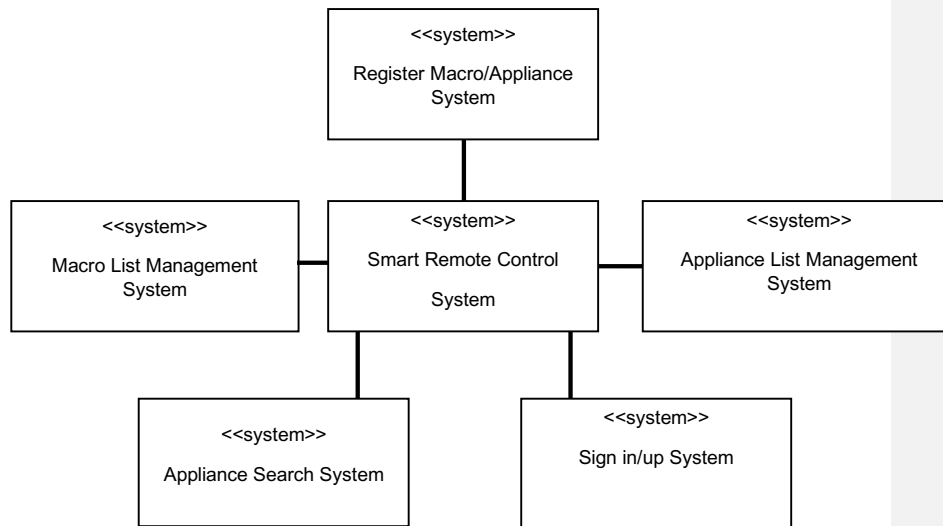 <<system>>
Register Macro/Appliance
System
<<system>>
Macro List Management
System
<<system>>
Smart Remote Control
System
<<system>>
Appliance List Management
System
<<system>>
Appliance Search System
<<system>>
Sign in/up System